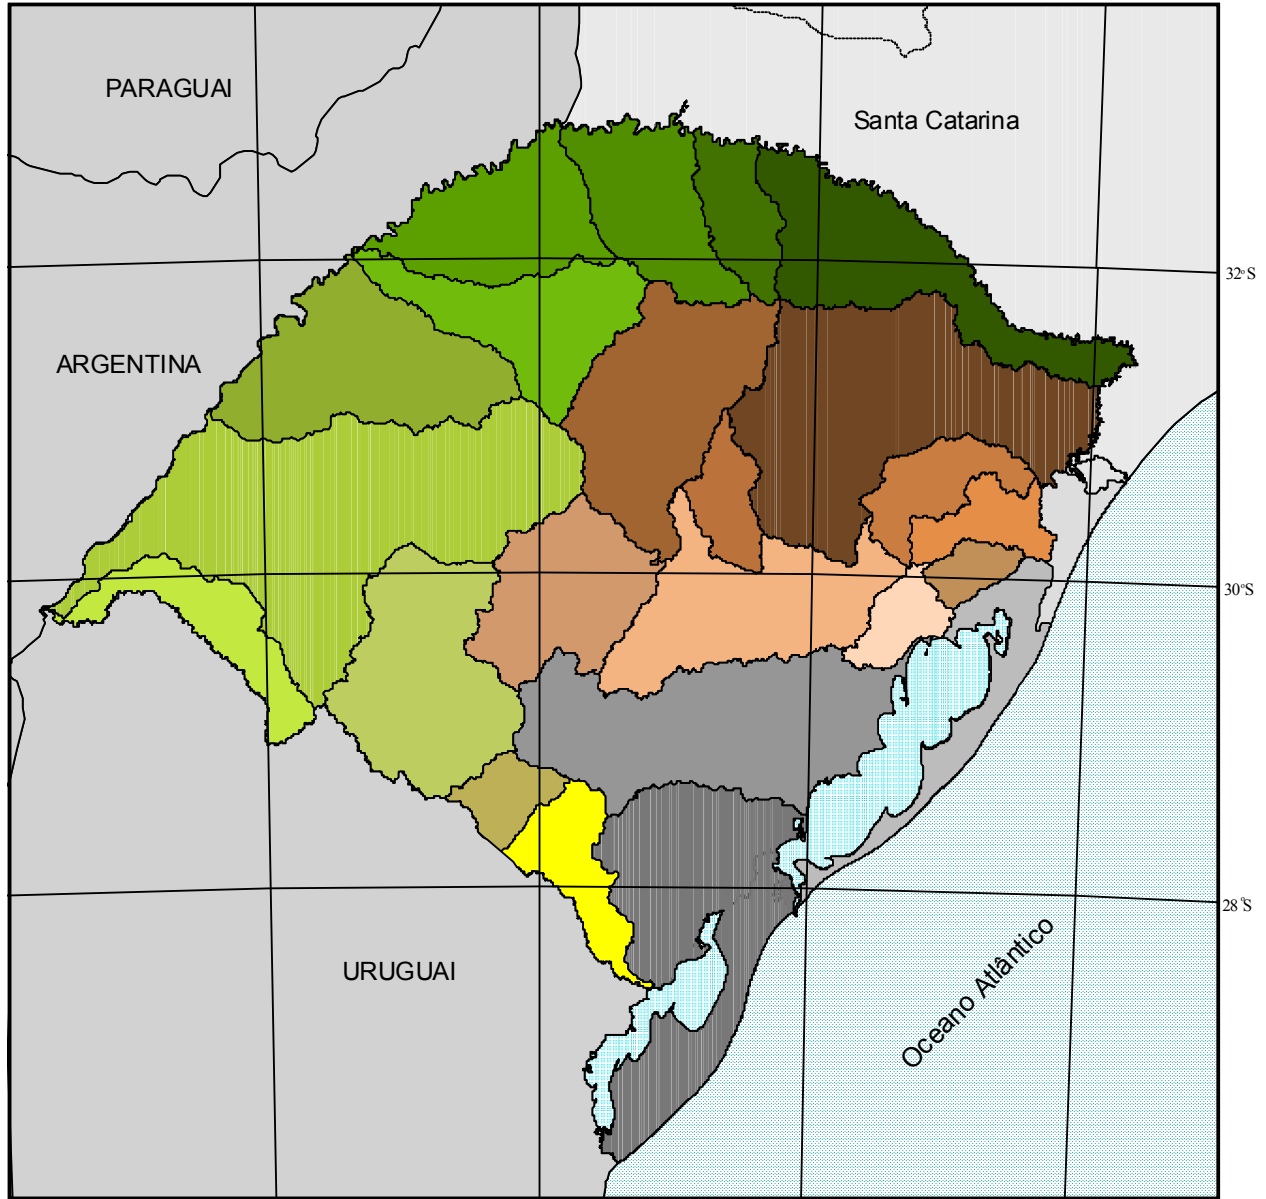 PARAGUAI
Santa Catarina
32°S
ARGENTINA
30°S
28°S
URUGUAI
Oceano Atlântico